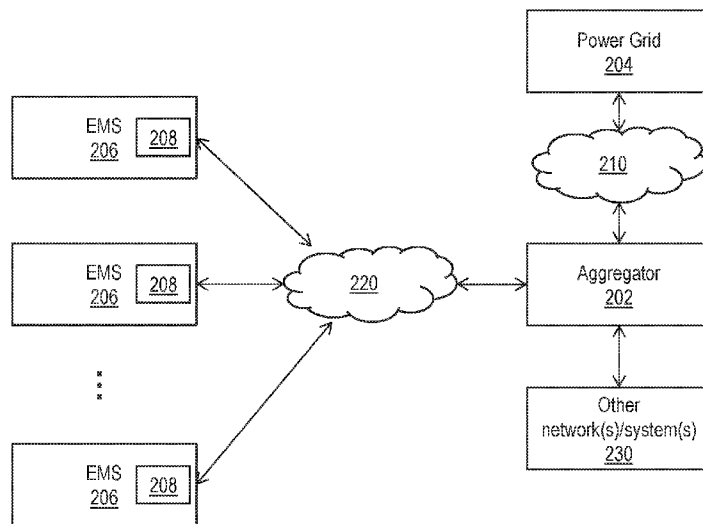 Power Grid
204
210
EMS
206
208
EMS
206
208
220
Aggregator
202
Other
network(s)/system(s)
230
EMS
206
208